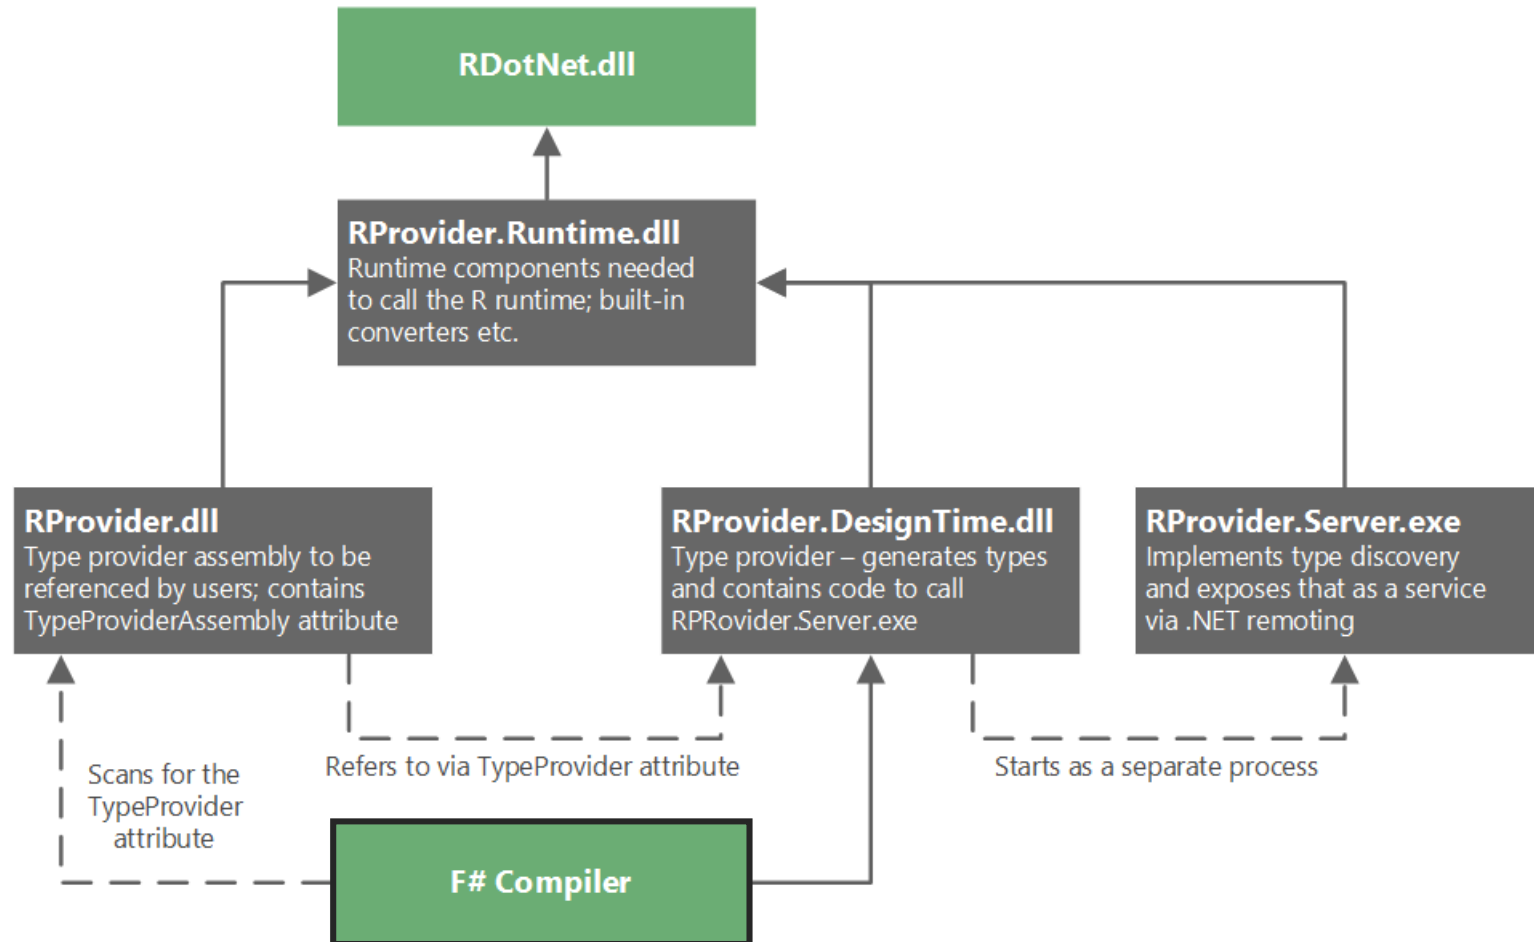 RDotNet.dll
RProvider.Runtime.dll
Runtime components needed
to call the R runtime; built-in
converters etc.
RProvider.dll
Type provider assembly to be
referenced by users; contains
TypeProviderAssembly attribute
RProvider.DesignTime.dll
Type provider – generates types
and contains code to call
RPRovider.Server.exe
RProvider.Server.exe
Implements type discovery
and exposes that as a service
via .NET remoting
Scans for the
TypeProvider
attribute
Refers to via TypeProvider attribute
Starts as a separate process
F# Compiler